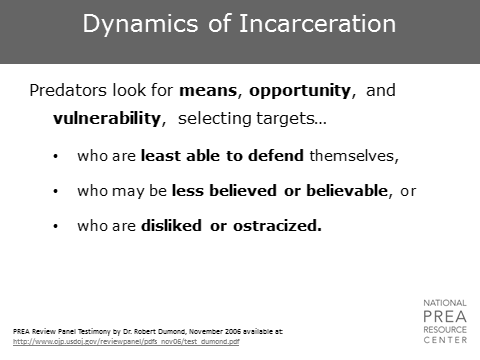 Dynamics of Incarceration
Predators look for means, opportunity, and
vulnerability, selecting targets…
• who are least able to defend themselves,
• who may be less believed or believable, or
• who are disliked or ostracized.
NATIONAL
PREA
RESOURCE
CENTER
PREA Review Panel Testimony by Dr. Robert Dumond, November 2006 available at:
http://www.ojp.usdoj.gov/reviewpanel/pdfs_nov06/test_dumond.pdf